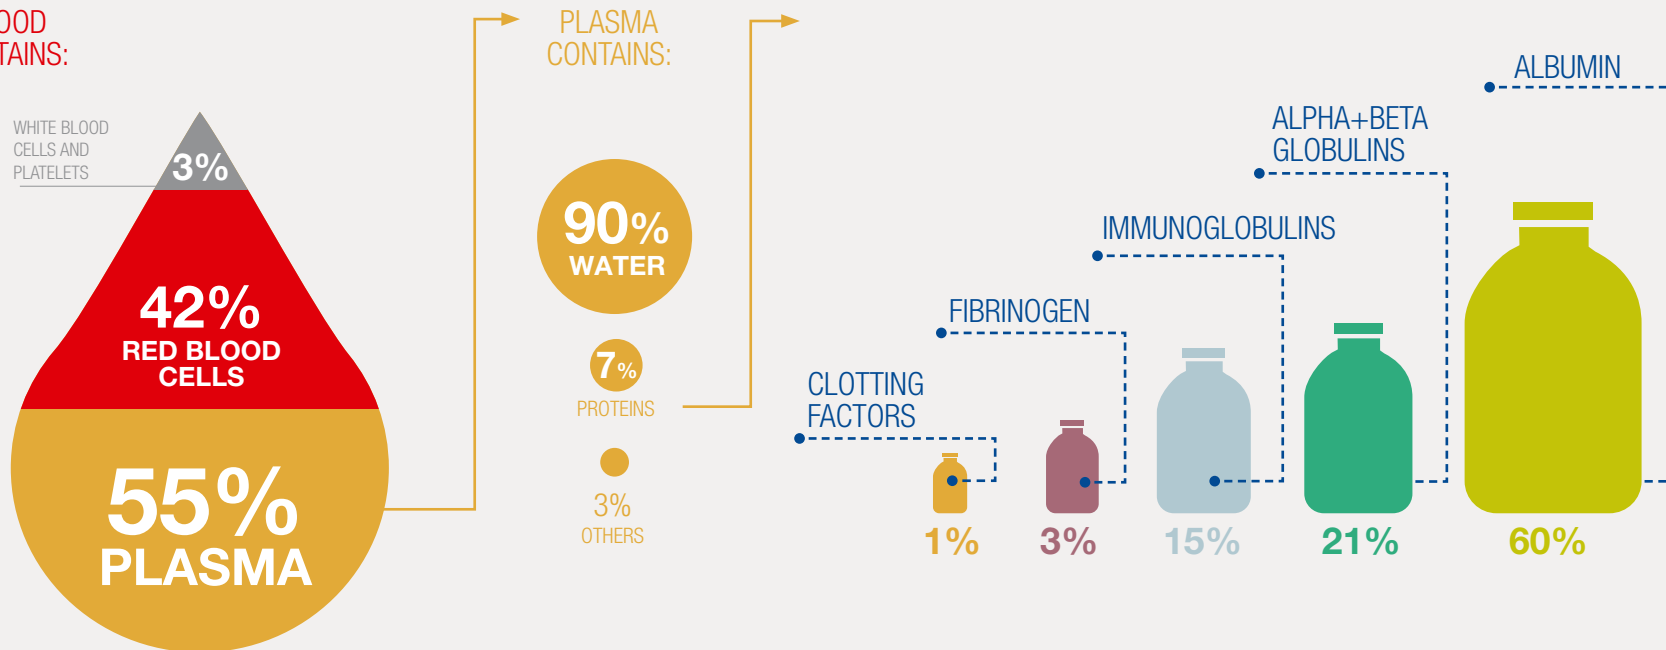 OOD
TAINS:
WHITE BLOOD
CELLS AND
PLATELETS
3%
42%
RED BLOOD
CELLS
55%
PLASMA
PLASMA
CONTAINS:
90%
WATER
7%
PROTEINS
3%
OTHERS
CLOTTING
FACTORS
1%
FIBRINOGEN
3%
IMMUNOGLOBULINS
15%
ALPHA+BETA
GLOBULINS
21%
ALBUMIN
60%